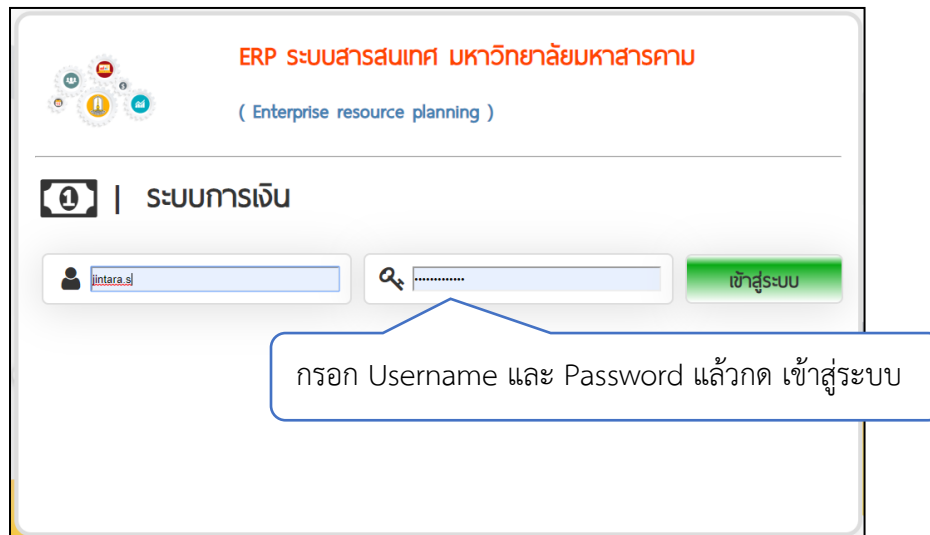 ERP ระบบสารสนเทศ มหาวิทยาลัยมหาสารคาม
( Enterprise resource planning )
1 | ระบบการเงิน
jintara.s
•••••••••••••
เข้าสู่ระบบ
กรอก Username และ Password แล้วกด เข้าสู่ระบบ